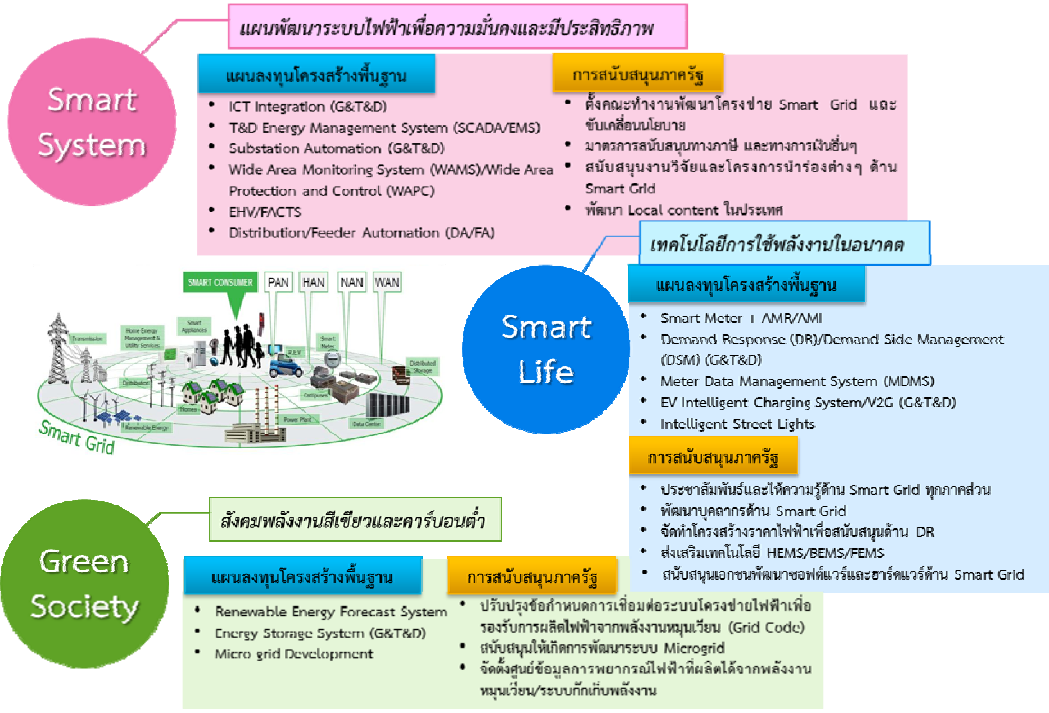 แผนพัฒนาระบบไฟฟ้าเพื่อความมั่นคงและมีประสิทธิภาพ
Smart
System
แผนลงทุนโครงสร้างพื้นฐาน
• ICT Integration (G&T&D)
• T&D Energy Management System (SCADA/EMS)
• Substation Automation (G&T&D)
• Wide Area Monitoring System (WAMS)/Wide Area
Protection and Control (WAPC)
• EHV/FACTS
• Distribution/Feeder Automation (DA/FA)
การสนับสนุนภาครัฐ
• ตั้งคณะทำงานพัฒนาโครงข่าย Smart Grid และ
ขับเคลื่อนนโยบาย
• มาตรการสนับสนุนทางภาษี และทางการเงินอื่นๆ
• สนับสนุนงานวิจัยและโครงการนำร่องต่างๆ ด้าน
Smart Grid
• พัฒนา Local content ในประเทศ
เทคโนโลยีการใช้พลังงานในอนาคต
Smart
Life
แผนลงทุนโครงสร้างพื้นฐาน
• Smart Meter + AMR/AMI
• Demand Response (DR)/Demand Side Management
(DSM) (G&T&D)
• Meter Data Management System (MDMS)
• EV Intelligent Charging System/V2G (G&T&D)
• Intelligent Street Lights
การสนับสนุนภาครัฐ
• ประชาสัมพันธ์และให้ความรู้ด้าน Smart Grid ทุกภาคส่วน
• พัฒนาบุคลากรด้าน Smart Grid
• จัดทำโครงสร้างราคาไฟฟ้าเพื่อสนับสนุนด้าน DR
• ส่งเสริมเทคโนโลยี HEMS/BEMS/FEMS
• สนับสนุนเอกชนพัฒนาซอฟต์แวร์และฮาร์ดแวร์ด้าน Smart Grid
SMART CONSUMER
PAN
HAN
NAN
WAN
Transmission
Home Energy
Management &
Utility Services
Smart
Appliances
Smart
Meter
Distributed
Storage
Distribution
Homes
Renewable Energy
Power Plant
Data Center
Smart Grid
สังคมพลังงานสีเขียวและคาร์บอนต่ำ
Green
Society
แผนลงทุนโครงสร้างพื้นฐาน
• Renewable Energy Forecast System
• Energy Storage System (G&T&D)
• Micro grid Development
การสนับสนุนภาครัฐ
• ปรับปรุงข้อกำหนดการเชื่อมต่อระบบโครงข่ายไฟฟ้าเพื่อ
รองรับการผลิตไฟฟ้าจากพลังงานหมุนเวียน (Grid Code)
• สนับสนุนให้เกิดการพัฒนาระบบ Microgrid
• จัดตั้งศูนย์ข้อมูลการพยากรณ์ไฟฟ้าที่ผลิตได้จากพลังงาน
หมุนเวียน/ระบบกักเก็บพลังงาน